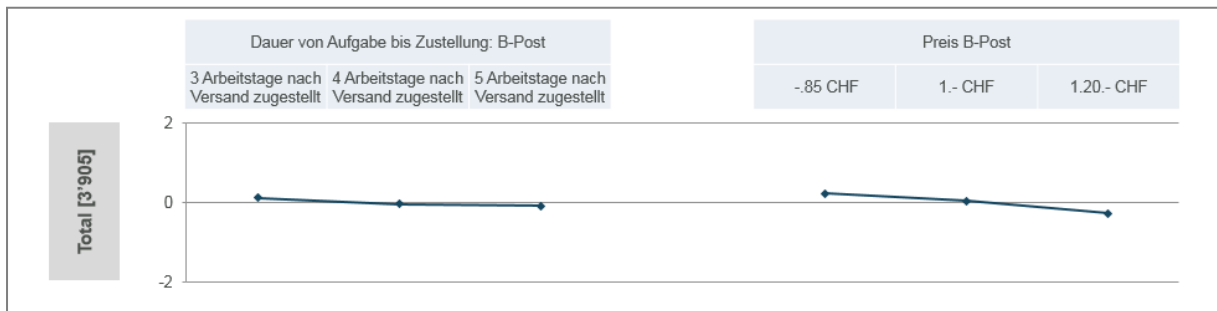 Dauer von Aufgabe bis Zustellung: B-Post
Preis B-Post
3 Arbeitstage nach
Versand zugestellt
4 Arbeitstage nach
Versand zugestellt
5 Arbeitstage nach
Versand zugestellt
-.85 CHF
1.- CHF
1.20.- CHF
Total [3'905]
2
0
-2